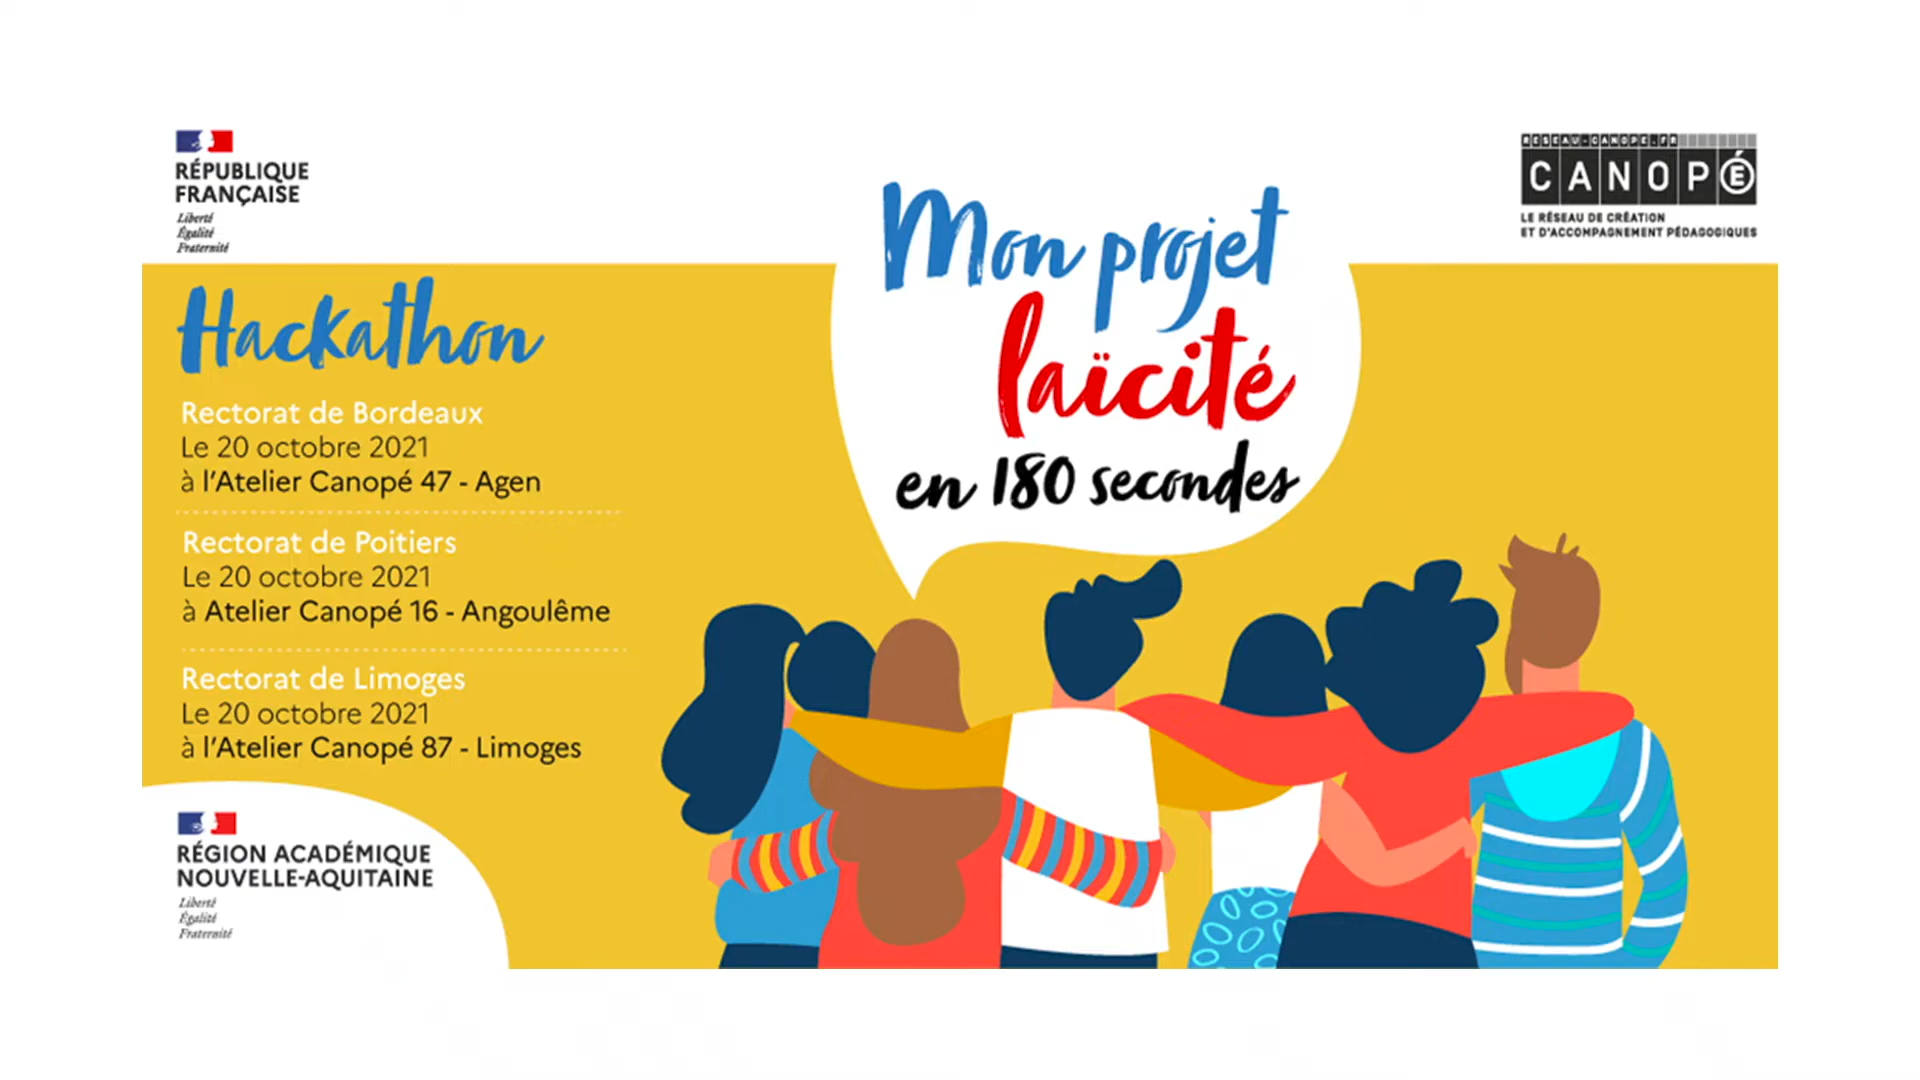 RÉPUBLIQUE
FRANÇAISE
Liberté
Égalité
Fraternité
RESEAU-CANOPE.FR
CANOPÉ
LE RÉSEAU DE CRÉATION
ET D'ACCOMPAGNEMENT PÉDAGOGIQUES
Mon projet
laïcité
en 180 secondes
Hackathon
Rectorat de Bordeaux
Le 20 octobre 2021
à l'Atelier Canopé 47 - Agen
Rectorat de Poitiers
Le 20 octobre 2021
à Atelier Canopé 16 - Angoulême
Rectorat de Limoges
Le 20 octobre 2021
à l'Atelier Canopé 87 - Limoges
RÉGION ACADÉMIQUE
NOUVELLE-AQUITAINE
Liberté
Égalité
Fraternité